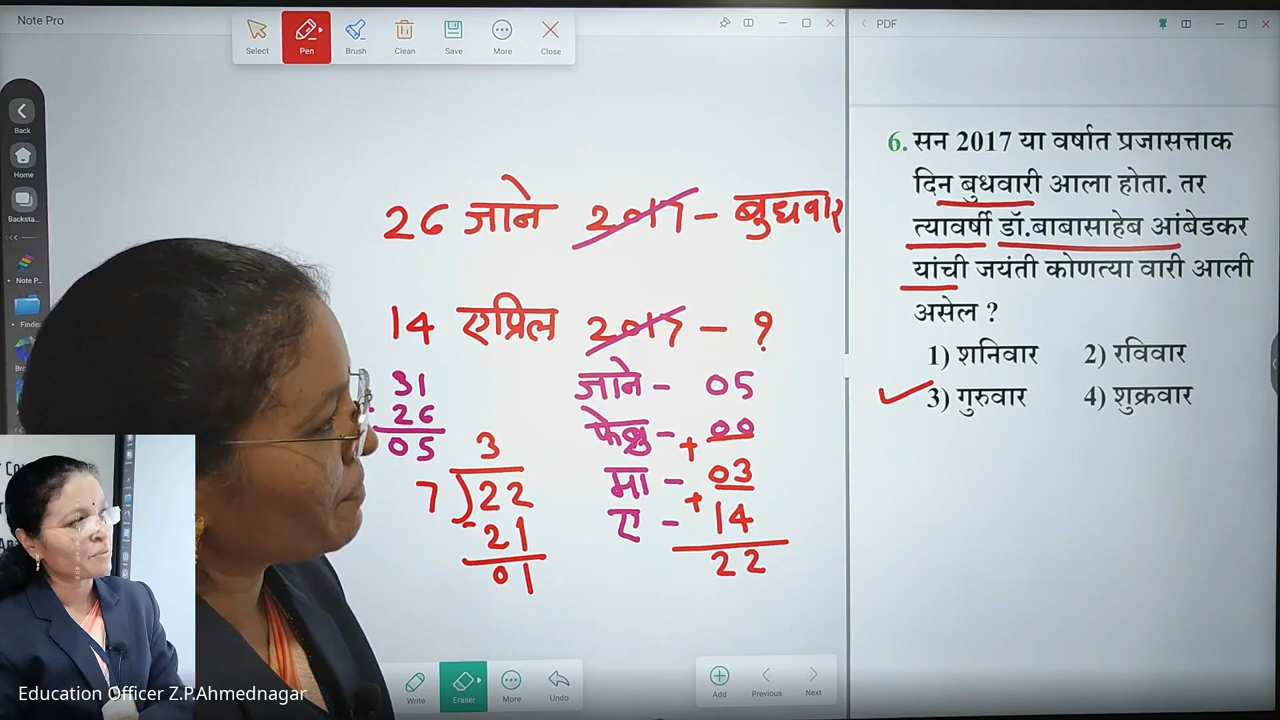 Note Pro
Select
Pen
Brush
Clean
Save
More
Close
PDF
Back
Home
Backsta...
Note P...
Finder
26 जाने 2017 - बुधवार
14 एप्रिल 2017 - ?
31
- 26
05
3
7)22
- 21
01
जाने - 05
फेब्रु - 00
मा - + 03
ए - + 14
22
6. सन 2017 या वर्षात प्रजासत्ताक
दिन बुधवारी आला होता. तर
त्यावर्षी डॉ.बाबासाहेब आंबेडकर
यांची जयंती कोणत्या वारी आली
असेल ?
1) शनिवार 2) रविवार
3) गुरुवार 4) शुक्रवार
Write
Eraser
More
Undo
Add
Previous
Next
Education Officer Z.P.Ahmednagar